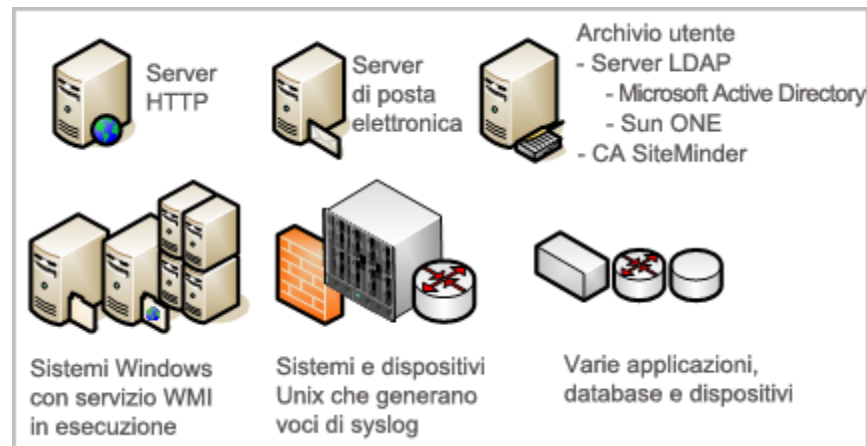 Server
HTTP
Server
di posta
elettronica
Archivio utente
- Server LDAP
- Microsoft Active Directory
- Sun ONE
- CA SiteMinder
Sistemi Windows
con servizio WMI
in esecuzione
Sistemi e dispositivi
Unix che generano
voci di syslog
Varie applicazioni,
database e dispositivi